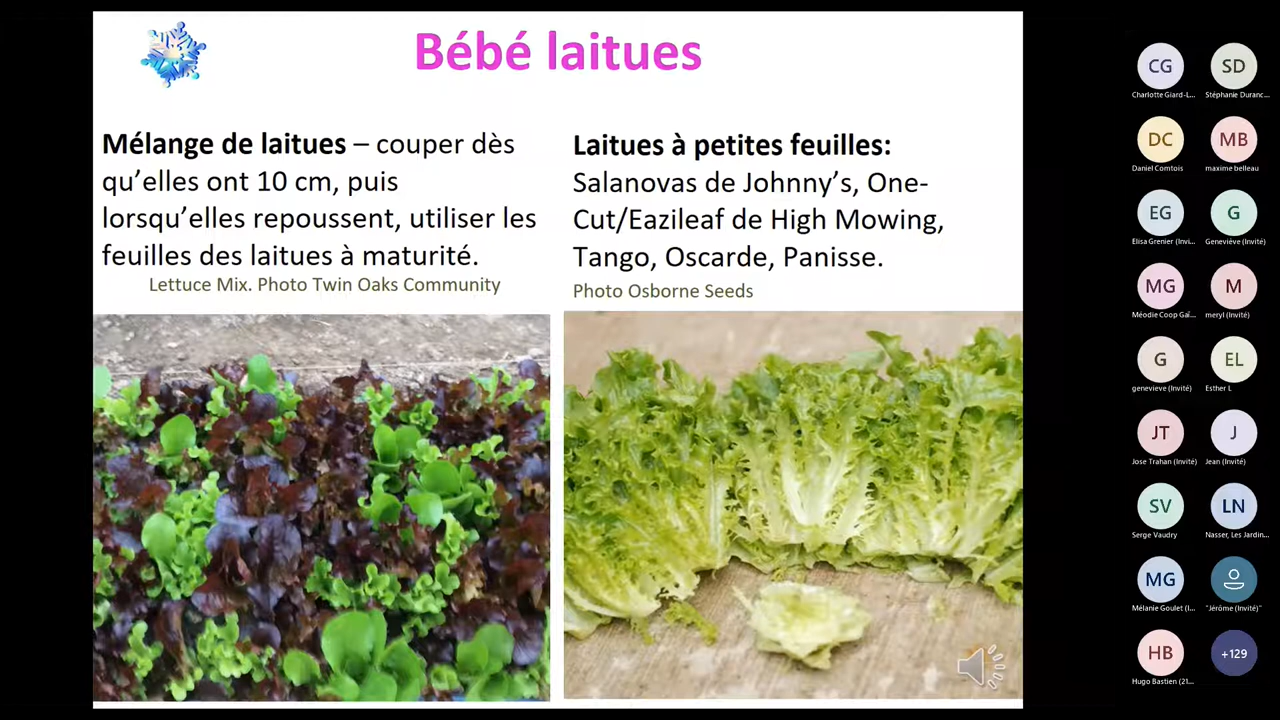 Bébé laitues
Mélange de laitues – couper dès
qu'elles ont 10 cm, puis
lorsqu'elles repoussent, utiliser les
feuilles des laitues à maturité.
Lettuce Mix. Photo Twin Oaks Community
Laitues à petites feuilles:
Salanovas de Johnny's, One-
Cut/Eazileaf de High Mowing,
Tango, Oscarde, Panisse.
Photo Osborne Seeds
CG
Charlotte Giard-L...
SD
Stéphanie Duranc...
DC
Daniel Comtois
MB
maxime belleau
EG
Elisa Grenier (Invi...
G
Geneviève (Invité)
MG
Méodie Coop Gaï...
M
meryl (Invité)
G
genevieve (Invité)
EL
Esther L
JT
Jose Trahan (Invité)
J
Jean (Invité)
SV
Serge Vaudry
LN
Nasser, Les Jardin...
MG
Mélanie Goulet (I...
"Jérôme (Invité)"
HB
Hugo Bastien (21...
+129